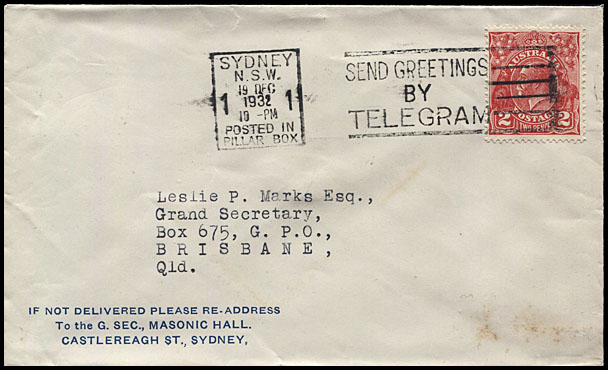 SYDNEY
N.S.W.
19 DEC
1 1932 1
10 -PM
POSTED IN
PILLAR BOX
SEND GREETINGS
BY
TELEGRAM
AUSTRALIA
2 POSTAGE 2
TWO PENCE
Leslie P. Marks Esq.,
Grand Secretary,
Box 675, G. P. O.,
B R I S B A N E ,
Qld.
IF NOT DELIVERED PLEASE RE-ADDRESS
To the G. SEC., MASONIC HALL.
CASTLEREAGH ST., SYDNEY,